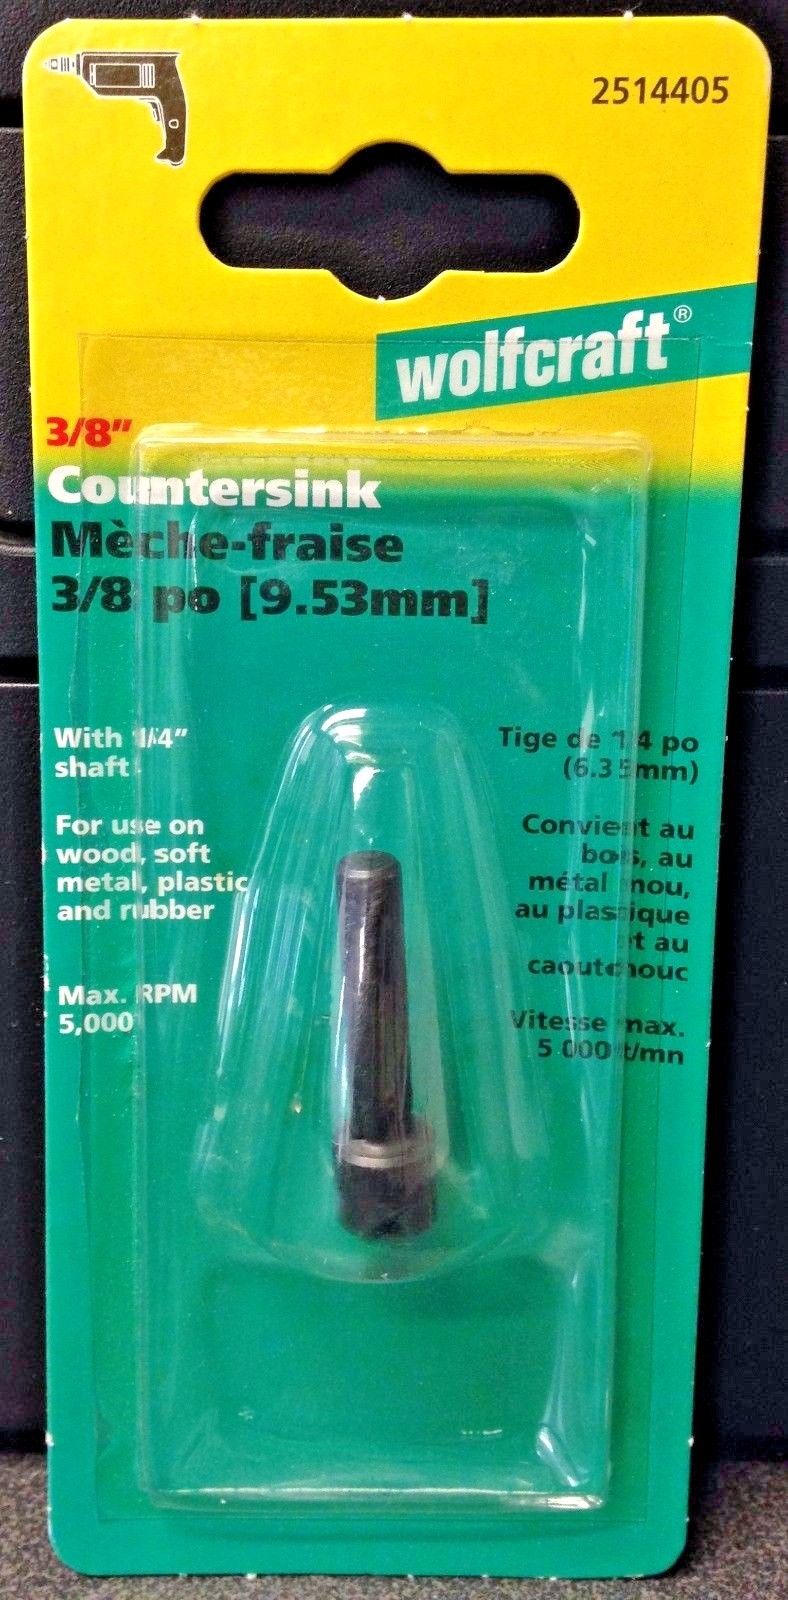 2514405
wolfcraft®
3/8"
Countersink
Mèche-fraise
3/8 po [9.53mm]
With 1/4"
shaft
For use on
wood, soft
metal, plastic
and rubber
Max. RPM
5,000
Tige de 1/4 po
(6.35mm)
Convient au
bois, au
métal mou,
au plastique
et au
caoutchouc
Vitesse max.
5 000 t/mn